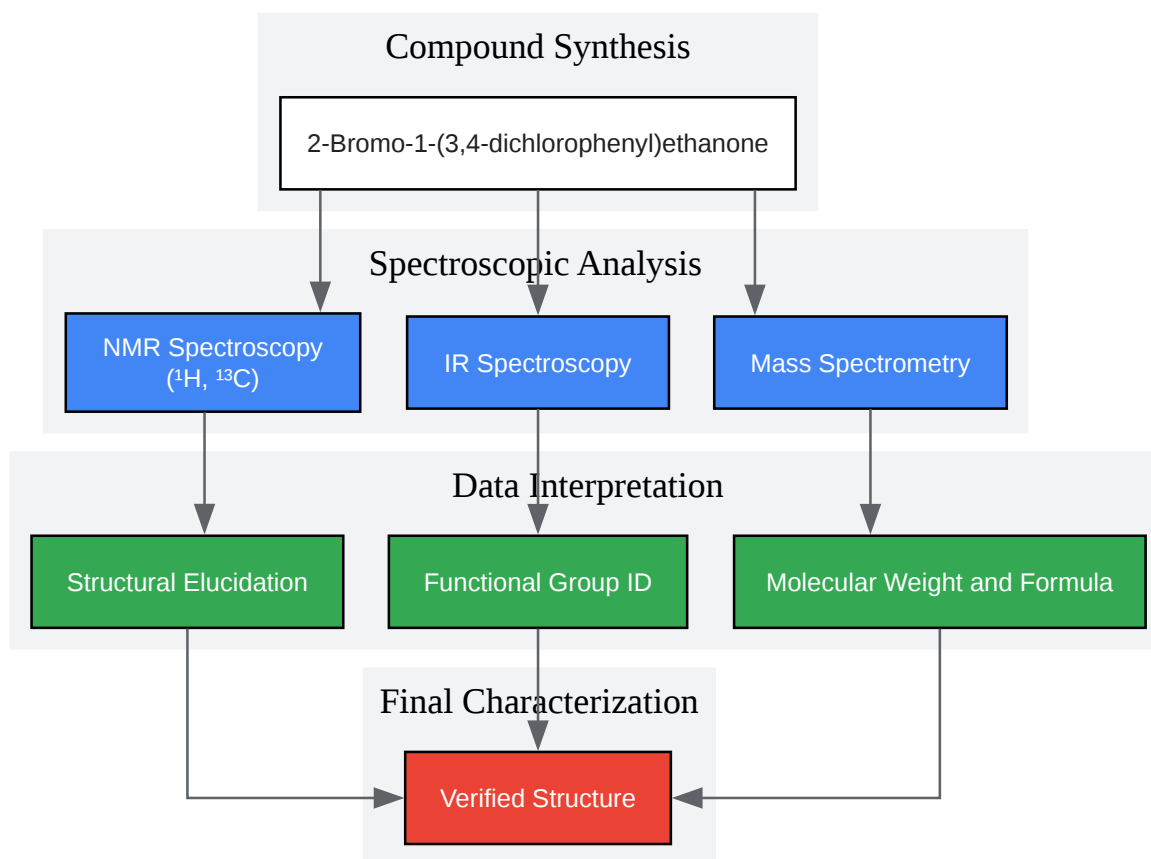 Compound Synthesis
2-Bromo-1-(3,4-dichlorophenyl)ethanone
Spectroscopic Analysis
NMR Spectroscopy
(¹H, ¹³C)
IR Spectroscopy
Mass Spectrometry
Data Interpretation
Structural Elucidation
Functional Group ID
Molecular Weight and Formula
Final Characterization
Verified Structure